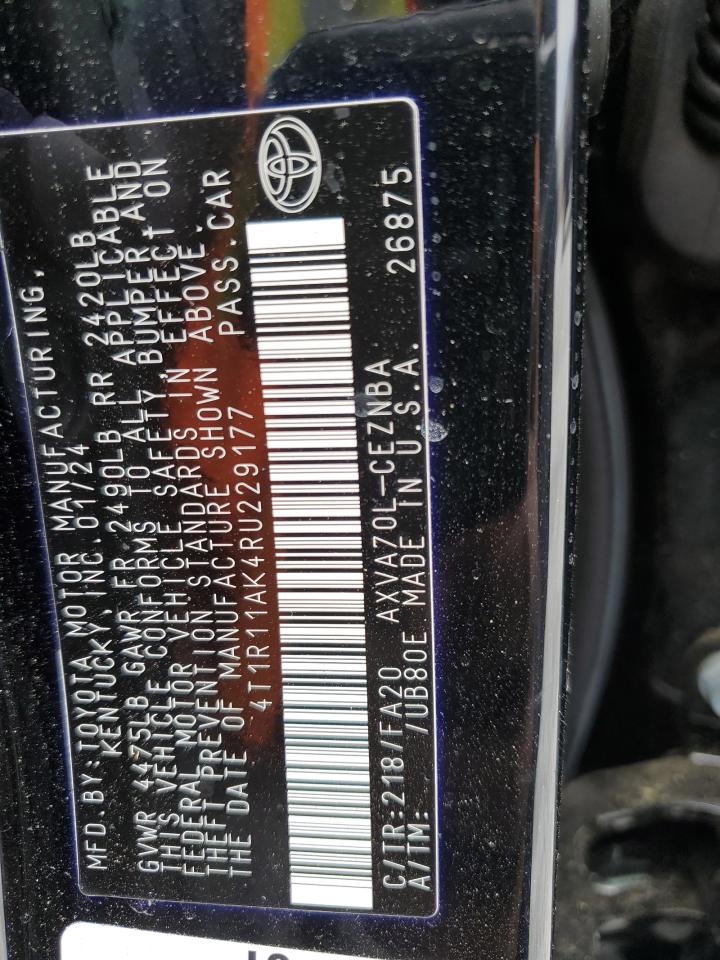 MFD. BY: TOYOTA MOTOR MANUFACTURING,
KENTUCKY, INC. 01/24
GVWR 4475LB GAWR FR 2490LB RR 2420LB
THIS VEHICLE CONFORMS TO ALL APPLICABLE
FEDERAL MOTOR VEHICLE SAFETY, BUMPER AND
THEFT PREVENTION STANDARDS IN EFFECT ON
THE DATE OF MANUFACTURE SHOWN ABOVE.
4T1R11AK4RU229177 PASS. CAR
C/TR:218/FA20 AXVA70L-CEZNBA 26875
A/TM: /UB80E MADE IN U.S.A.